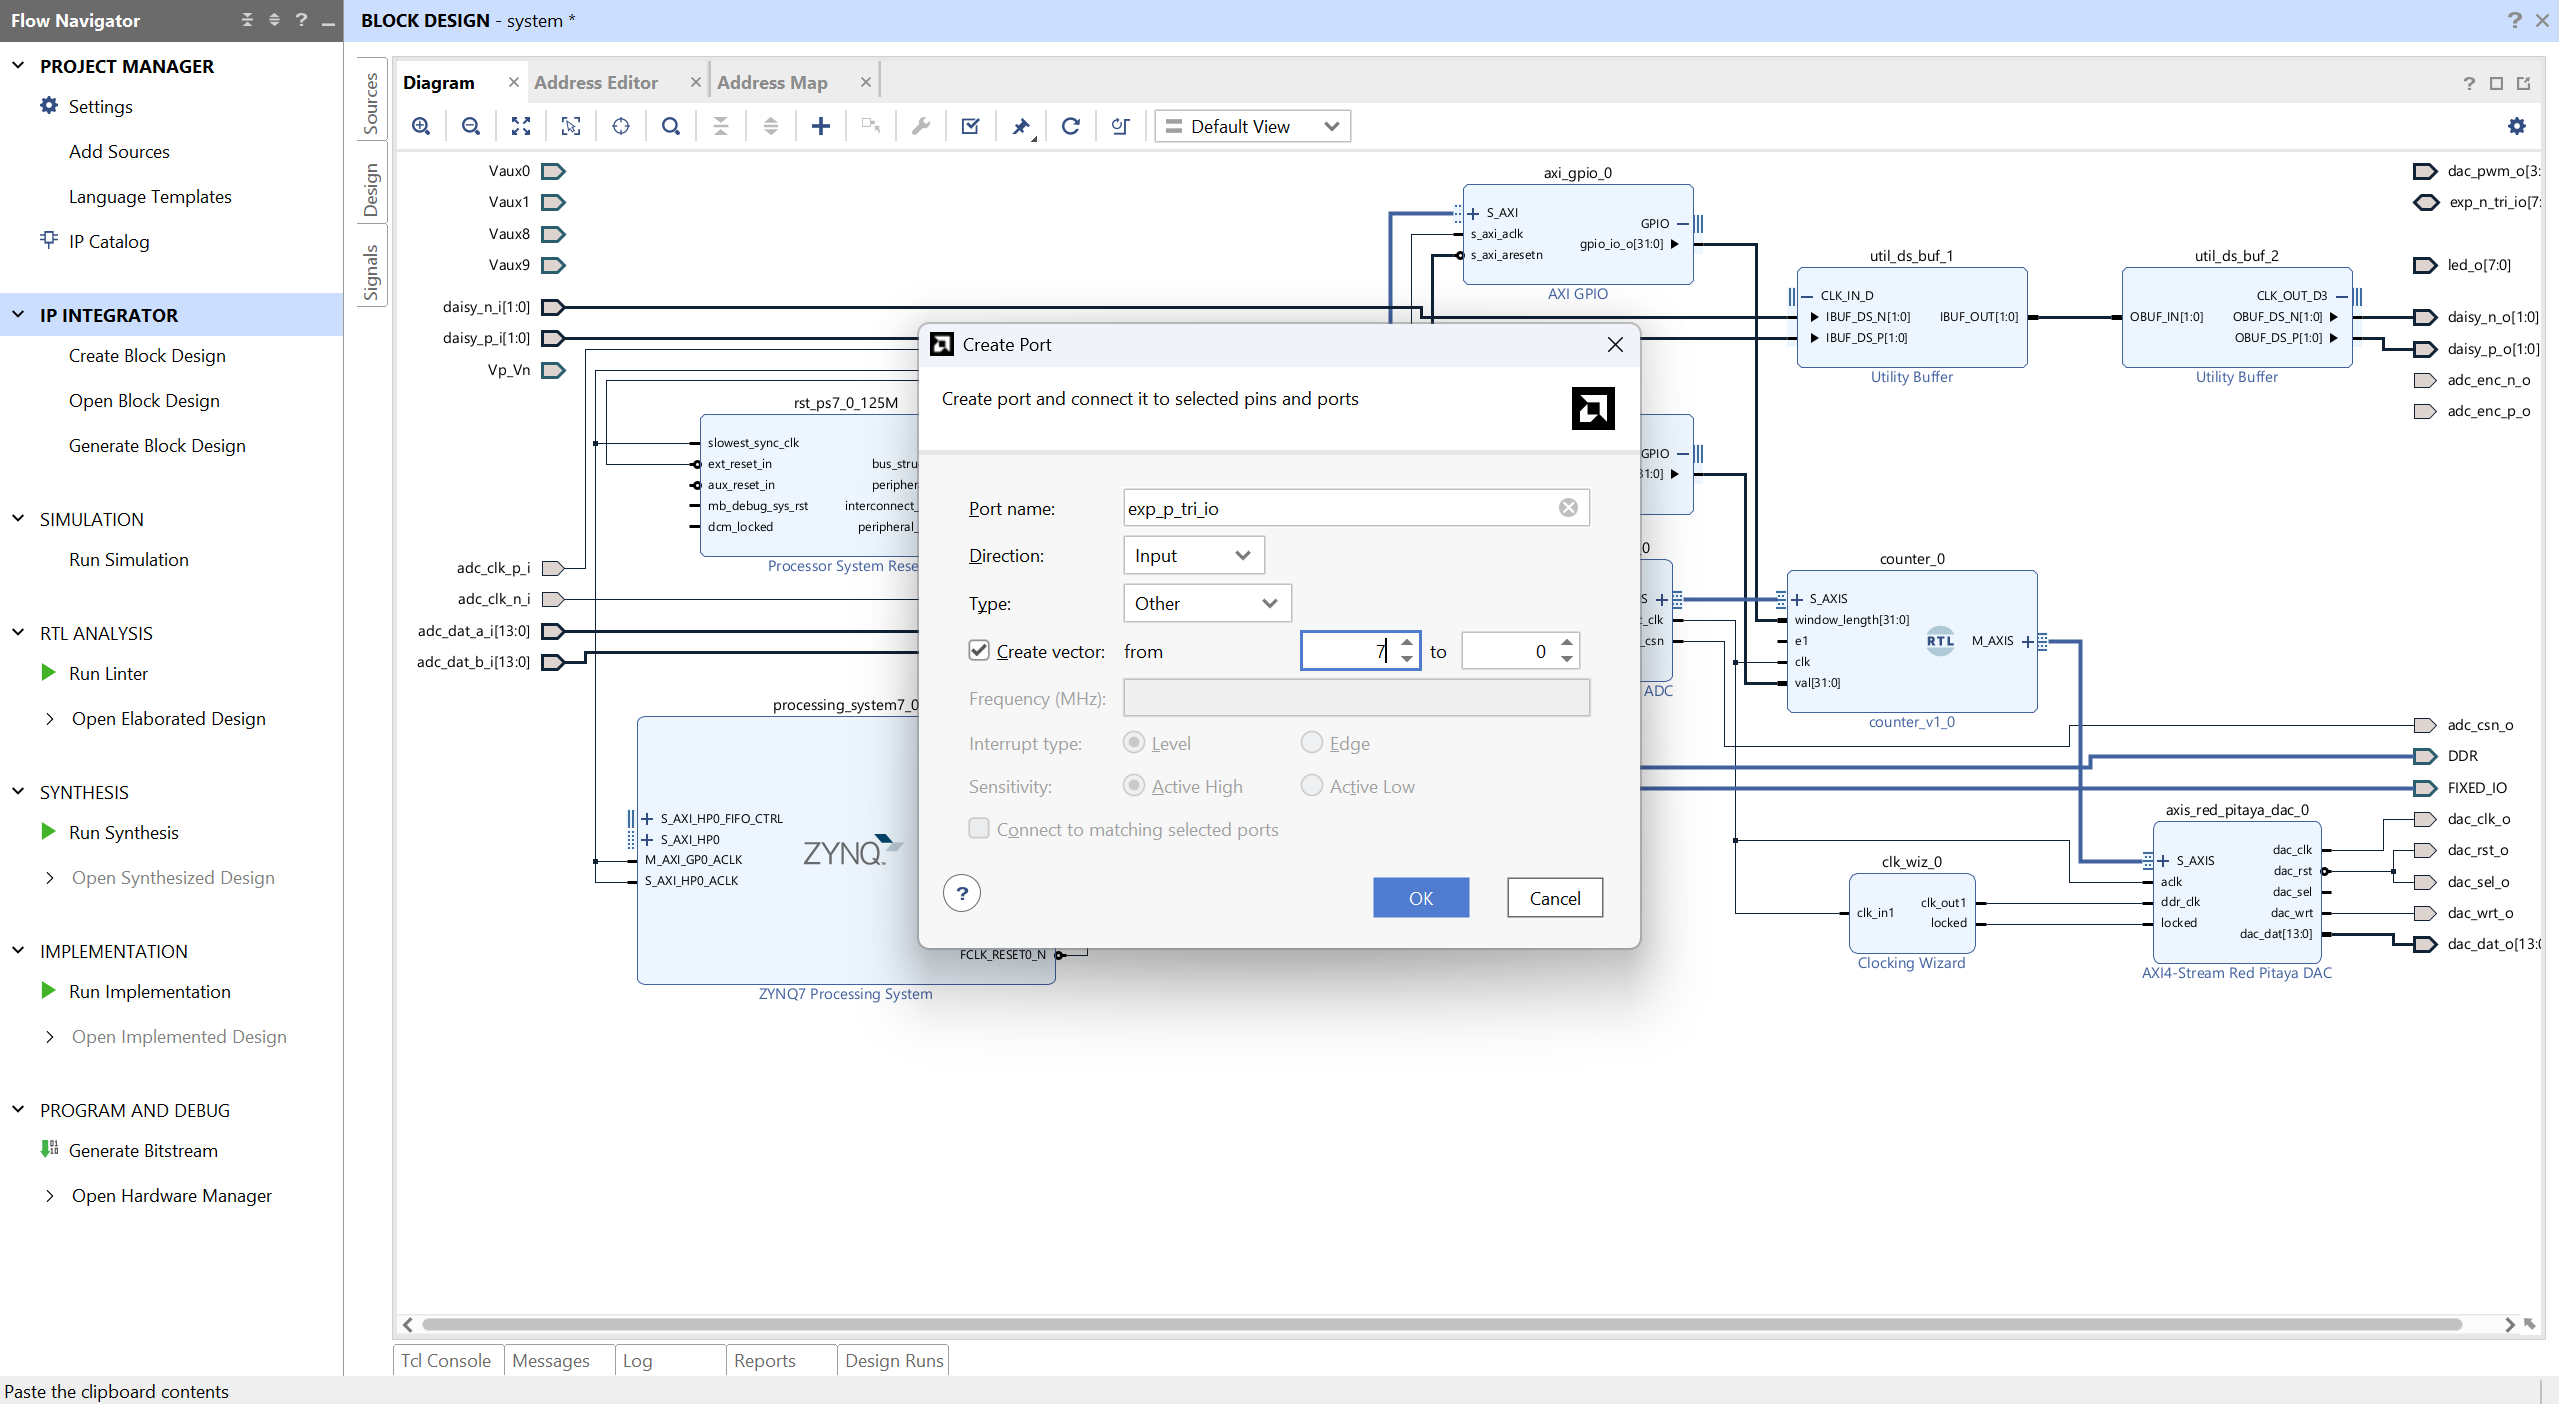 Flow Navigator
BLOCK DESIGN - system *
PROJECT MANAGER
Settings
Add Sources
Language Templates
IP Catalog
IP INTEGRATOR
Create Block Design
Open Block Design
Generate Block Design
SIMULATION
Run Simulation
RTL ANALYSIS
Run Linter
Open Elaborated Design
SYNTHESIS
Run Synthesis
Open Synthesized Design
IMPLEMENTATION
Run Implementation
Open Implemented Design
PROGRAM AND DEBUG
Generate Bitstream
Open Hardware Manager
Sources
Design
Signals
Diagram
Address Editor
Address Map
Default View
Vaux0
Vaux1
Vaux8
Vaux9
daisy_n_i[1:0]
daisy_p_i[1:0]
Vp_Vn
adc_clk_p_i
adc_clk_n_i
adc_dat_a_i[13:0]
adc_dat_b_i[13:0]
rst_ps7_0_125M
slowest_sync_clk
ext_reset_in
aux_reset_in
mb_debug_sys_rst
dcm_locked
bus_stru
peripher
interconnect_
peripheral_
Processor System Rese
processing_system7_0
S_AXI_HP0_FIFO_CTRL
S_AXI_HP0
M_AXI_GP0_ACLK
S_AXI_HP0_ACLK
ZYNQ
FCLK_RESET0_N
ZYNQ7 Processing System
axi_gpio_0
S_AXI
s_axi_aclk
s_axi_aresetn
GPIO
gpio_io_o[31:0]
AXI GPIO
util_ds_buf_1
CLK_IN_D
IBUF_DS_N[1:0]
IBUF_DS_P[1:0]
IBUF_OUT[1:0]
Utility Buffer
util_ds_buf_2
OBUF_IN[1:0]
CLK_OUT_D3
OBUF_DS_N[1:0]
OBUF_DS_P[1:0]
Utility Buffer
Create Port
Create port and connect it to selected pins and ports
Port name: exp_p_tri_io
Direction: Input
Type: Other
Create vector: from 7 to 0
Frequency (MHz):
Interrupt type: Level Edge
Sensitivity: Active High Active Low
Connect to matching selected ports
OK Cancel
GPIO
31:0]
_0
S
_clk
_csn
ADC
counter_0
S_AXIS
window_length[31:0]
e1
clk
val[31:0]
RTL
M_AXIS
counter_v1_0
clk_wiz_0
clk_in1
clk_out1
locked
Clocking Wizard
axis_red_pitaya_dac_0
S_AXIS
aclk
ddr_clk
locked
dac_clk
dac_rst
dac_sel
dac_wrt
dac_dat[13:0]
AXI4-Stream Red Pitaya DAC
dac_pwm_o[3:
exp_n_tri_io[7:
led_o[7:0]
daisy_n_o[1:0]
daisy_p_o[1:0]
adc_enc_n_o
adc_enc_p_o
adc_csn_o
DDR
FIXED_IO
dac_clk_o
dac_rst_o
dac_sel_o
dac_wrt_o
dac_dat_o[13:0
Tcl Console
Messages
Log
Reports
Design Runs
Paste the clipboard contents